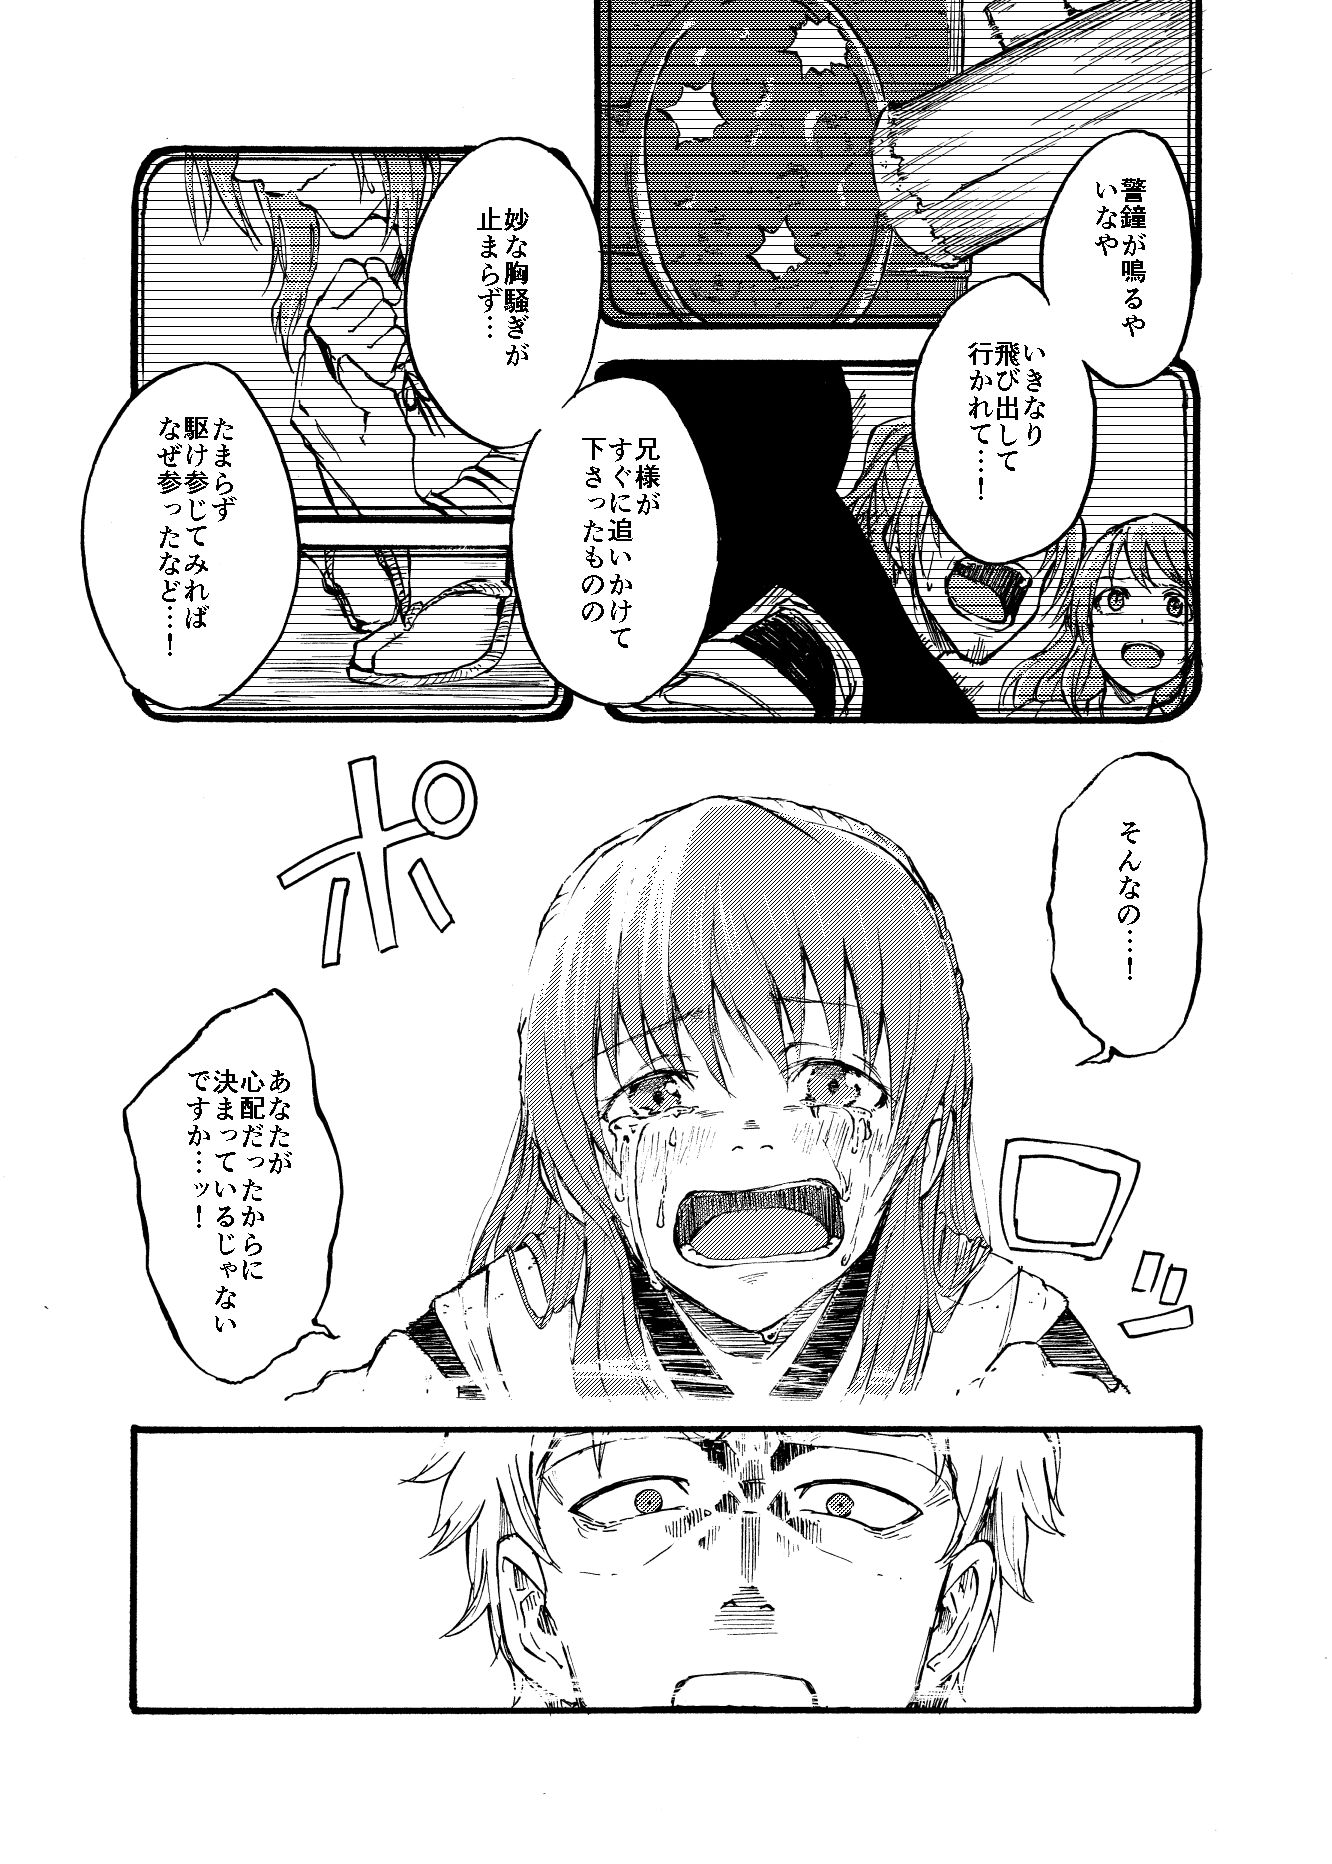 警鐘が鳴るや
いなや
いきなり
飛び出して
行かれて…!
兄様が
すぐに追いかけて
下さったものの
妙な胸騒ぎが
止まらず…
たまらず
駆け参じてみれば
なぜ参ったなど…!
そんなの…!
ポロッ
あなたが
心配だったからに
決まっているじゃない
ですか…ッ!